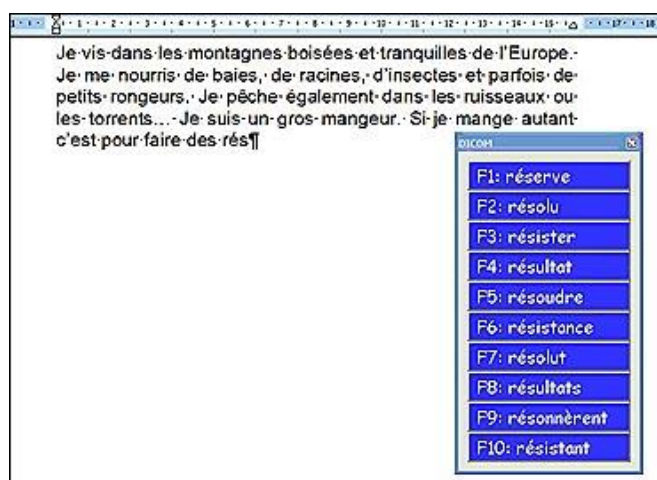 Je vis dans les montagnes boisées et tranquilles de l'Europe.
Je me nourris de baies, de racines, d'insectes et parfois de
petits rongeurs. Je pêche également dans les ruisseaux ou
les torrents... Je suis un gros mangeur. Si je mange autant
c'est pour faire des rés¶
DICOM
F1: réserve
F2: résolu
F3: résister
F4: résultat
F5: résoudre
F6: résistance
F7: résolut
F8: résultats
F9: résonnèrent
F10: résistant